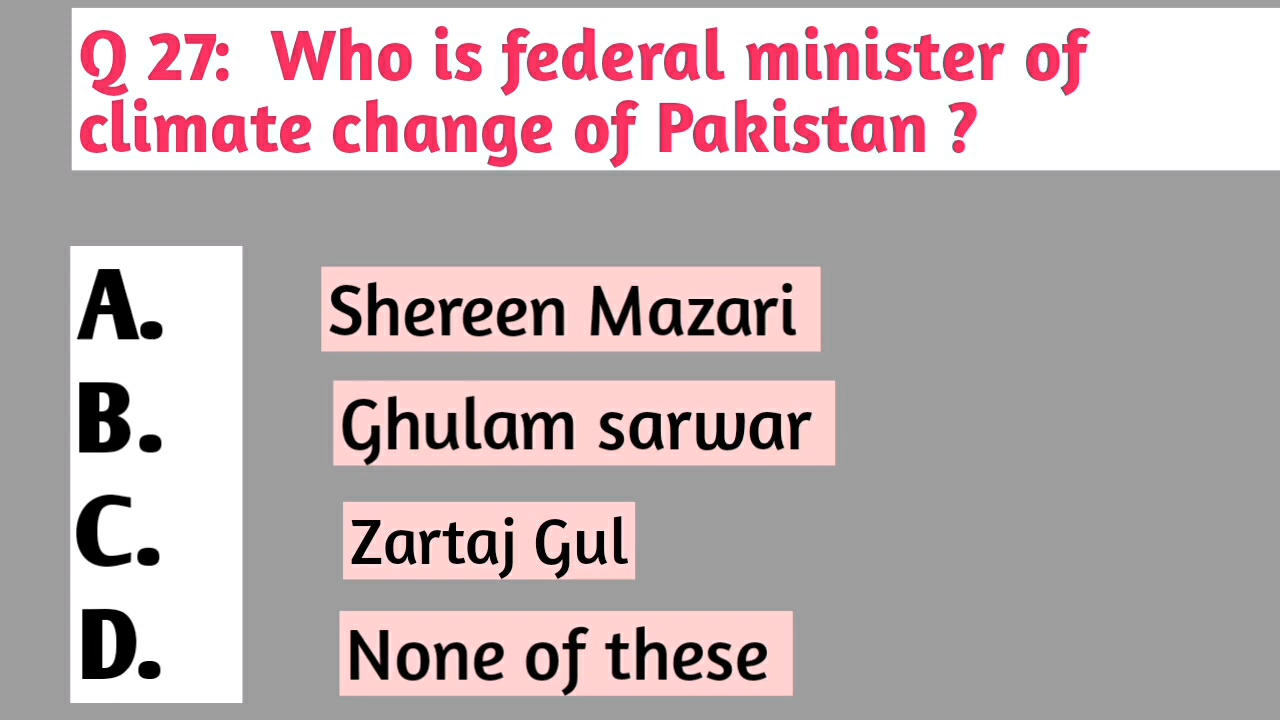 Q 27: Who is federal minister of
climate change of Pakistan ?
A. Shereen Mazari
B. Ghulam sarwar
C. Zartaj Gul
D. None of these